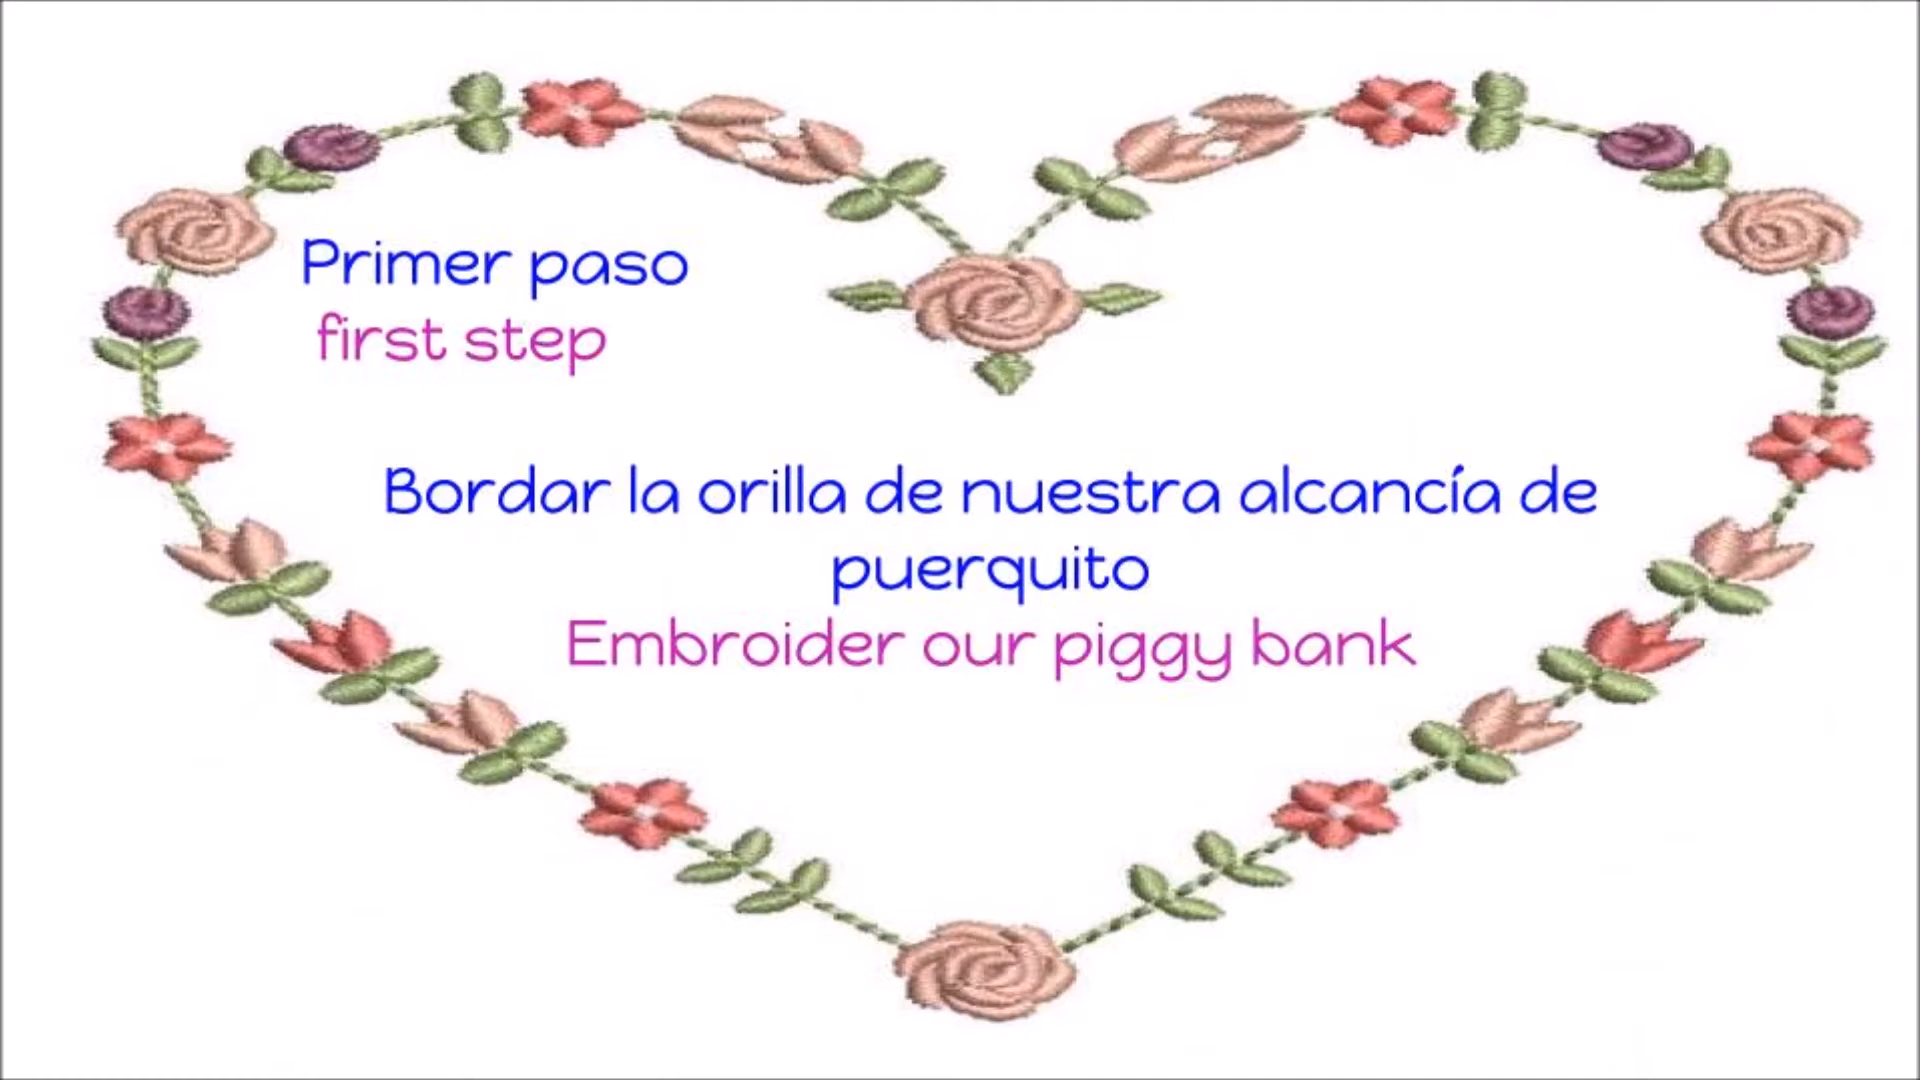 Primer paso
first step
Bordar la orilla de nuestra alcancía de
puerquito
Embroider our piggy bank